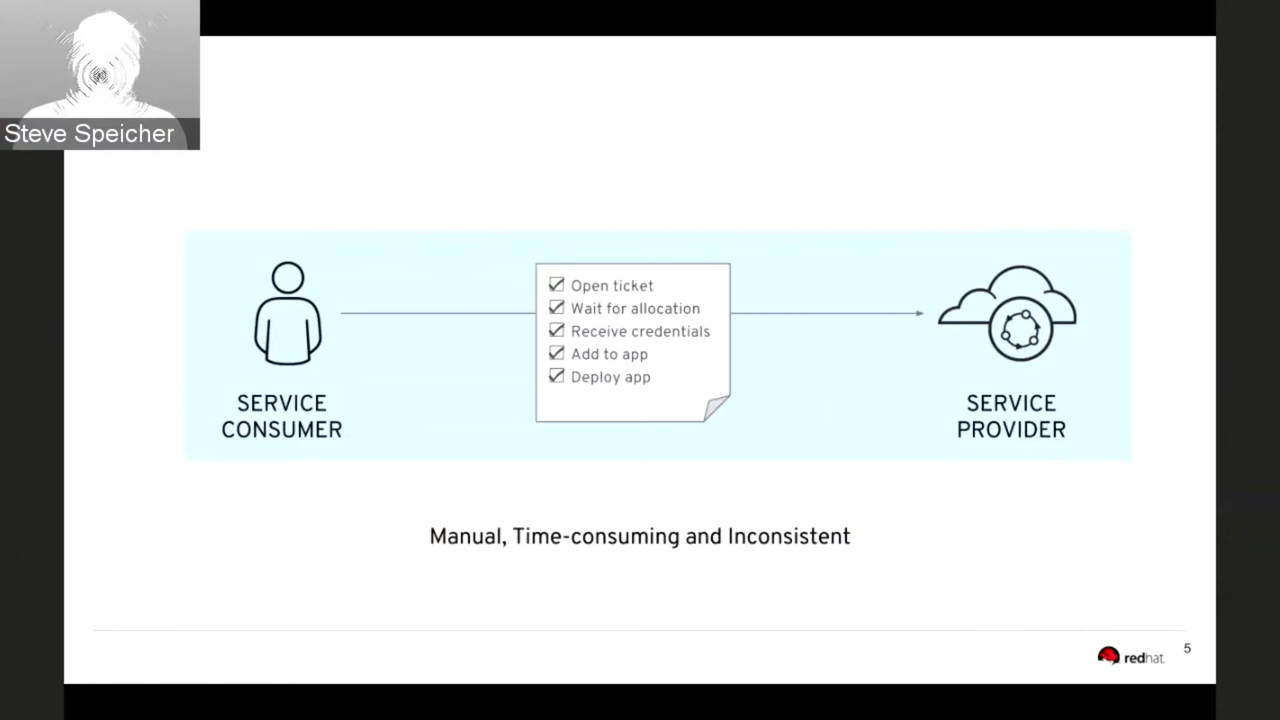 Steve Speicher
Open ticket
Wait for allocation
Receive credentials
Add to app
Deploy app
SERVICE
CONSUMER
SERVICE
PROVIDER
Manual, Time-consuming and Inconsistent
redhat.
5